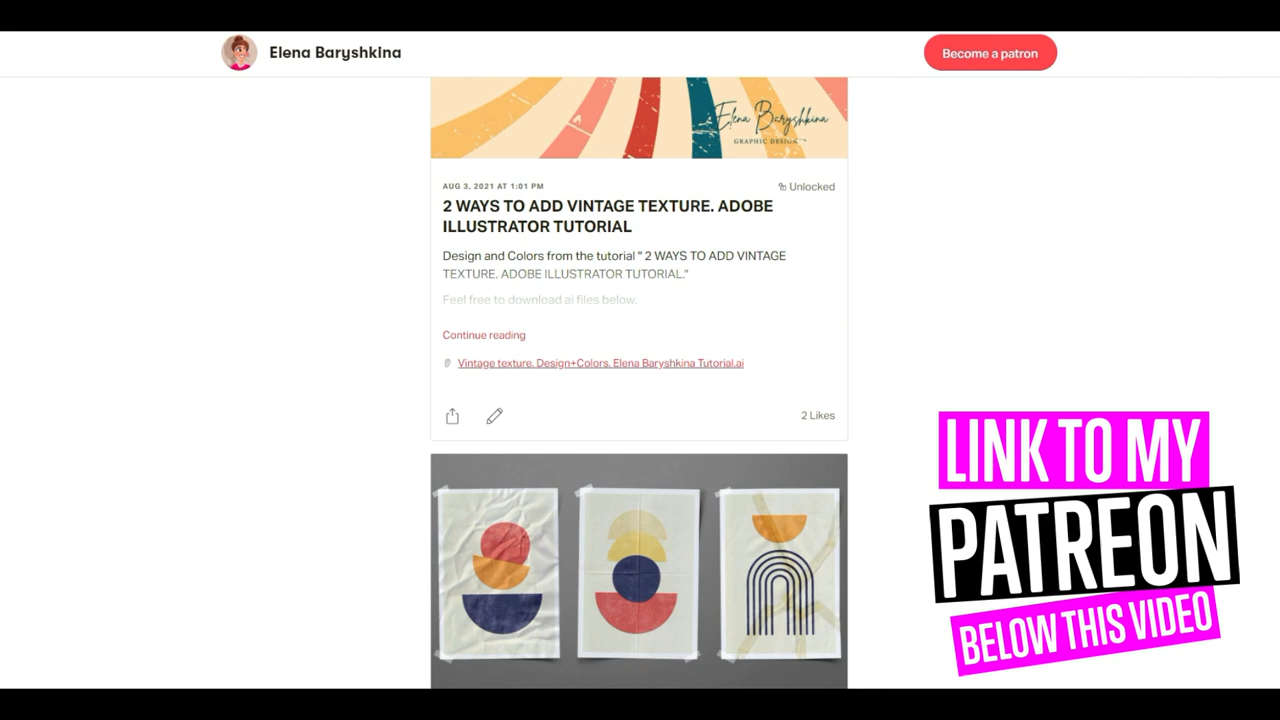 Elena Baryshkina
Become a patron
Elena Baryshkina
GRAPHIC DESIGN
AUG 3, 2021 AT 1:01 PM
Unlocked
2 WAYS TO ADD VINTAGE TEXTURE. ADOBE
ILLUSTRATOR TUTORIAL
Design and Colors from the tutorial " 2 WAYS TO ADD VINTAGE
TEXTURE. ADOBE ILLUSTRATOR TUTORIAL."
Feel free to download ai files below.
Continue reading
Vintage texture. Design+Colors. Elena Baryshkina Tutorial.ai
2 Likes
LINK TO MY
PATREON
BELOW THIS VIDEO